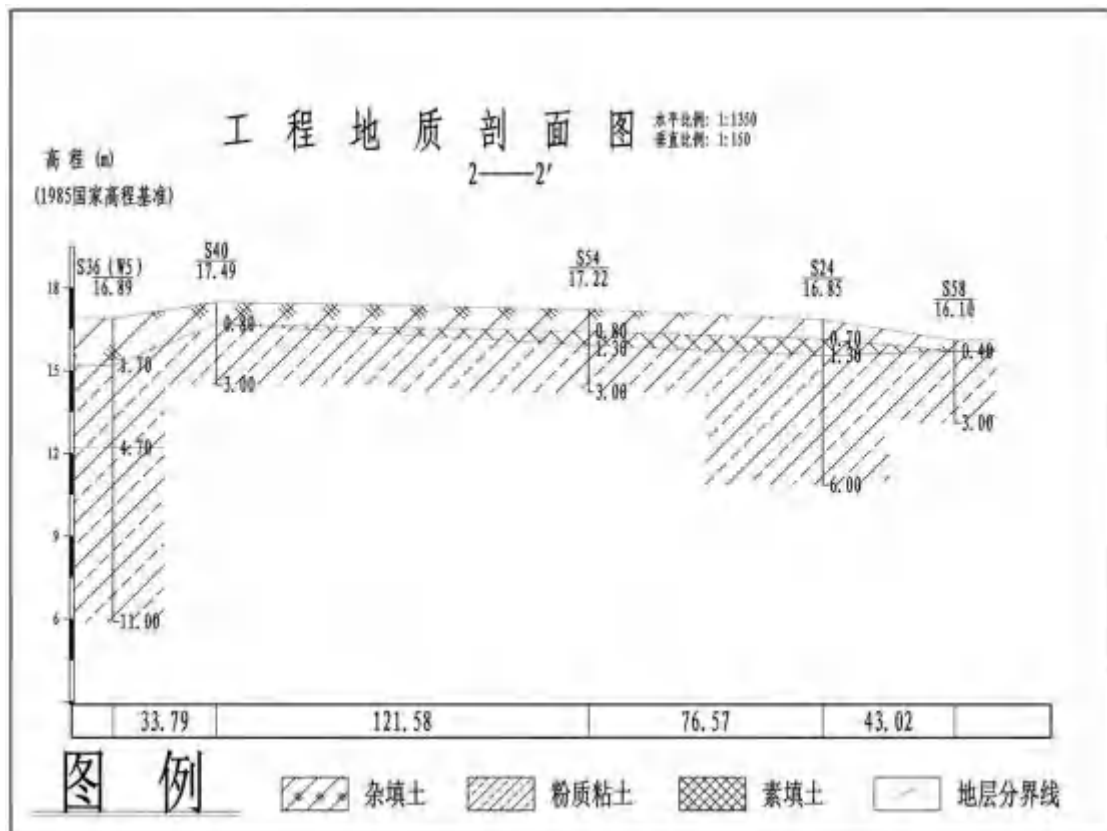 工程地质剖面图
水平比例: 1:1350
垂直比例: 1:150
2——2'
高程 (m)
(1985国家高程基准)
S36 (W5)
16.89
S40
17.49
S54
17.22
S24
16.85
S58
16.10
18
15
12
9
6
1.70
4.70
11.00
0.80
3.00
0.80
1.30
3.00
0.70
1.30
6.00
0.40
3.00
33.79 121.58 76.57 43.02
图例 杂填土 粉质粘土 素填土 地层分界线